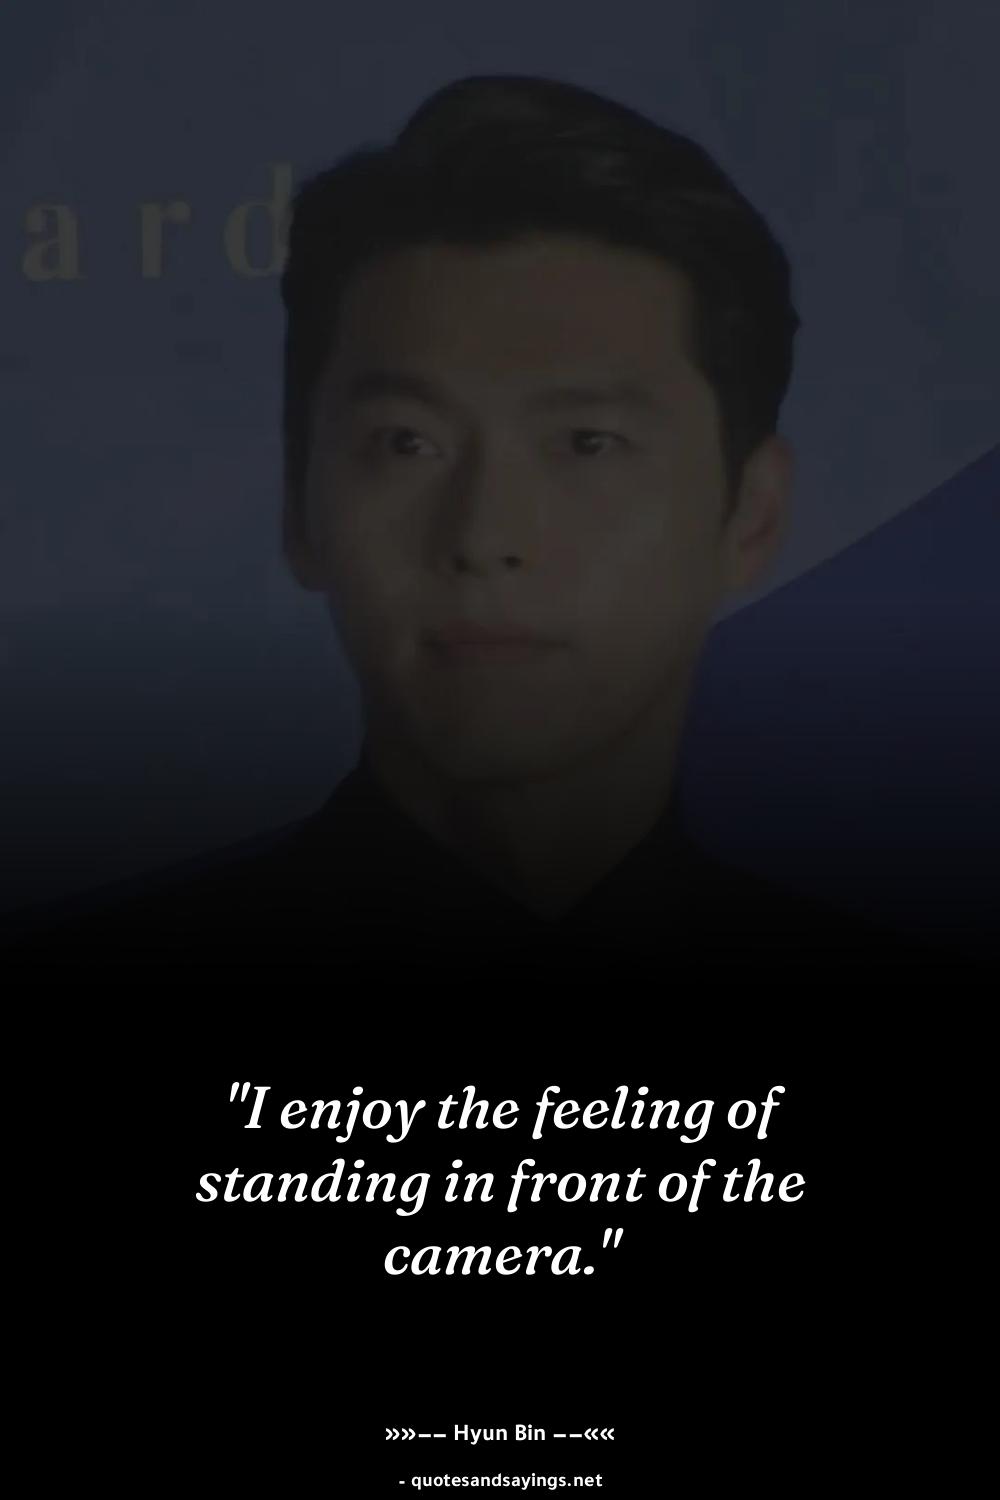 ard
"I enjoy the feeling of
standing in front of the
camera."
»»−− Hyun Bin −−««
- quotesandsayings.net